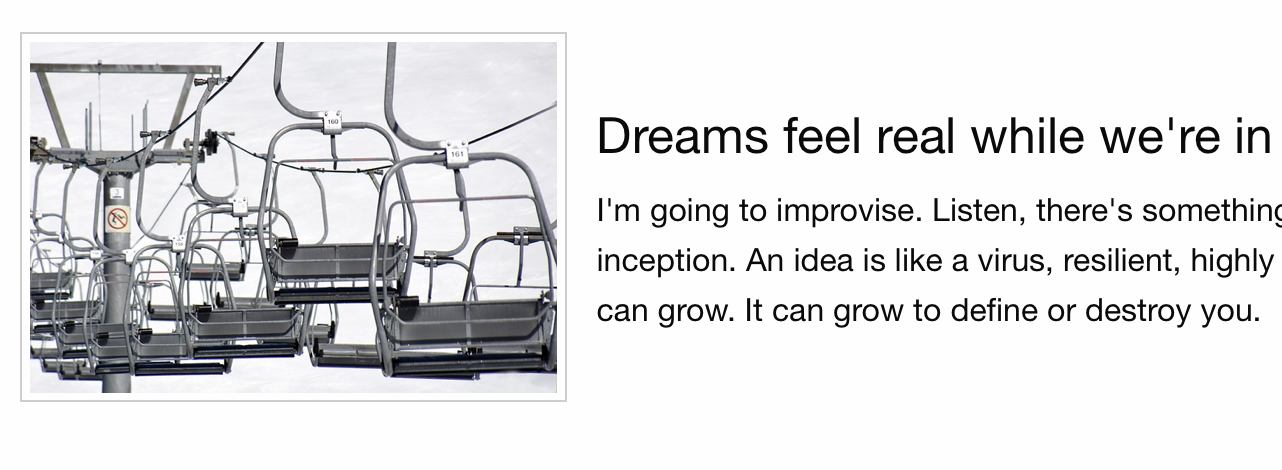 160
161
Dreams feel real while we're in
I'm going to improvise. Listen, there's something
inception. An idea is like a virus, resilient, highly
can grow. It can grow to define or destroy you.